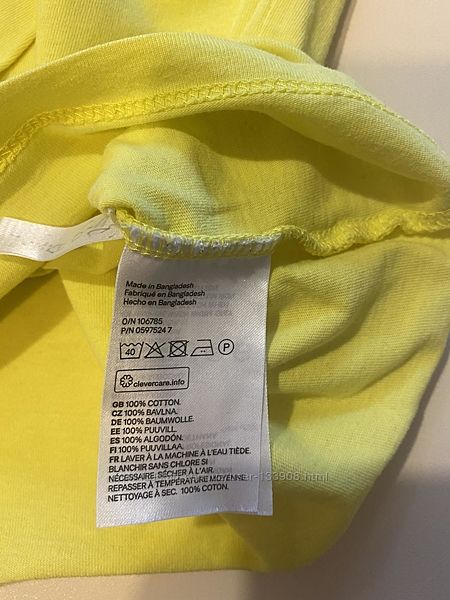 Made in Bangladesh
Fabriqué en Bangladesh
Hecho en Bangladesh
O/N 106785
P/N 0597524 7
40
P
clevercare.info
GB 100% COTTON.
CZ 100% BAVLNA.
DE 100% BAUMWOLLE.
EE 100% PUUVILL.
ES 100% ALGODÓN.
FI 100% PUUVILLAA.
FR LAVER À LA MACHINE À L'EAU TIÈDE.
BLANCHIR SANS CHLORE SI
NÉCESSAIRE. SÉCHER À L'AIR.
REPASSER À TEMPÉRATURE MOYENNE.
NETTOYAGE À SEC. 100% COTON.